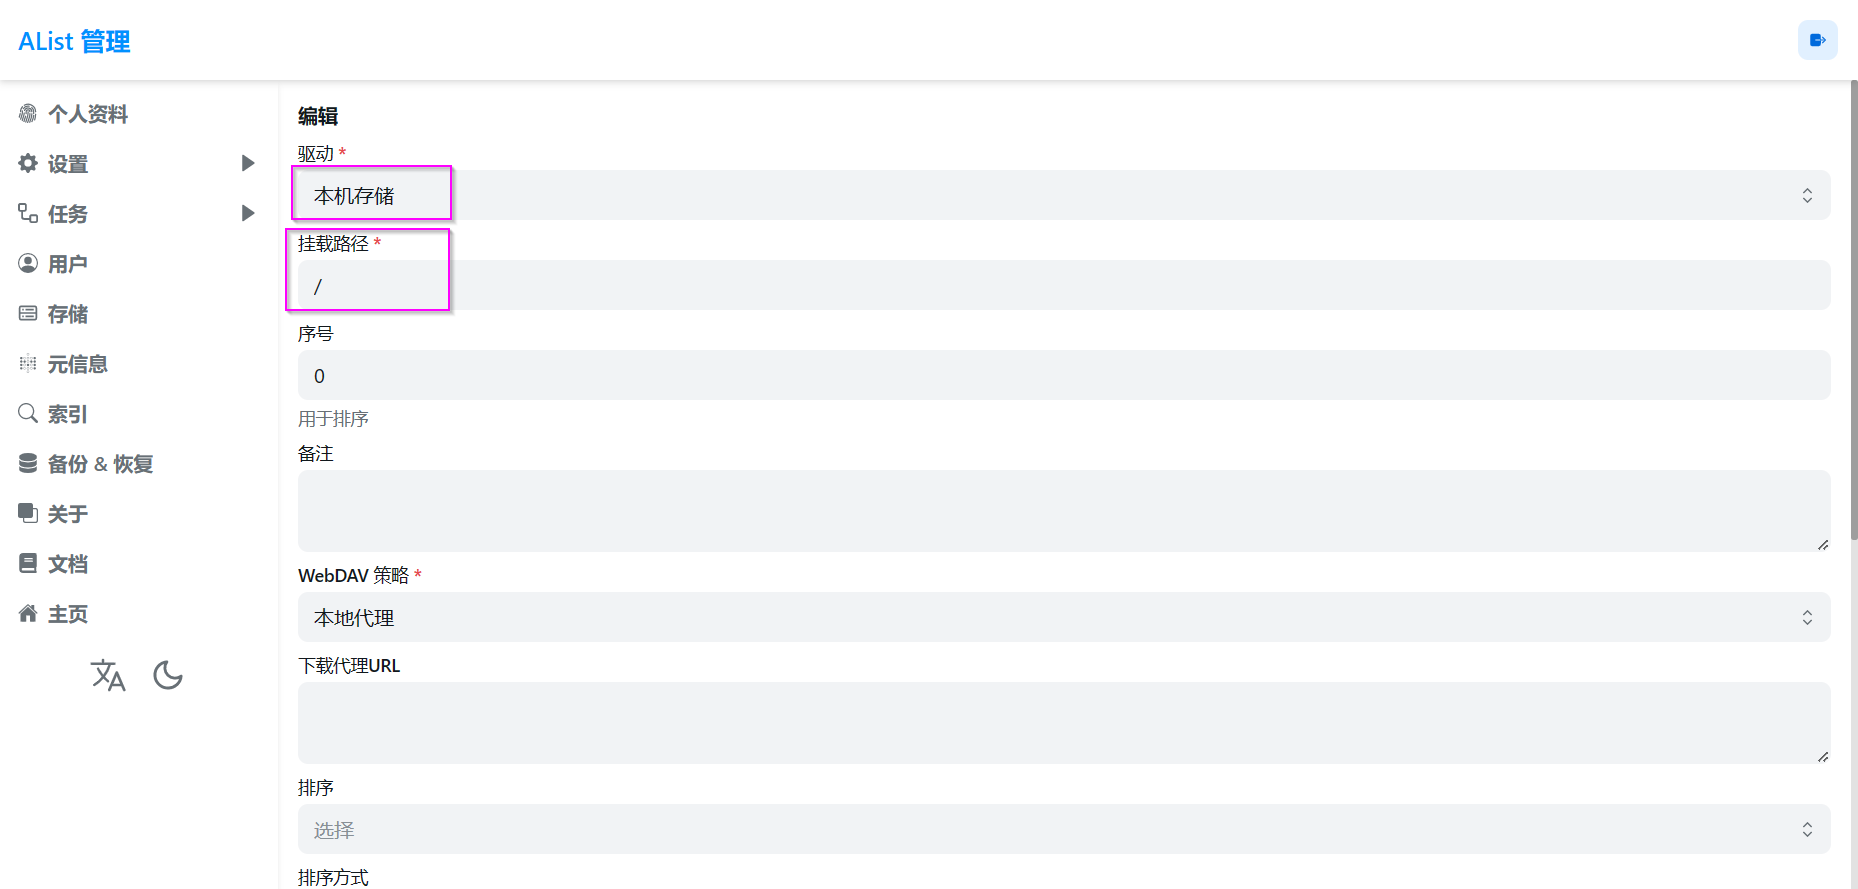 AList 管理
个人资料
设置
任务
用户
存储
元信息
索引
备份 & 恢复
关于
文档
主页
编辑
驱动 *
本机存储
挂载路径 *
/
序号
0
用于排序
备注
WebDAV 策略 *
本地代理
下载代理URL
排序
选择
排序方式